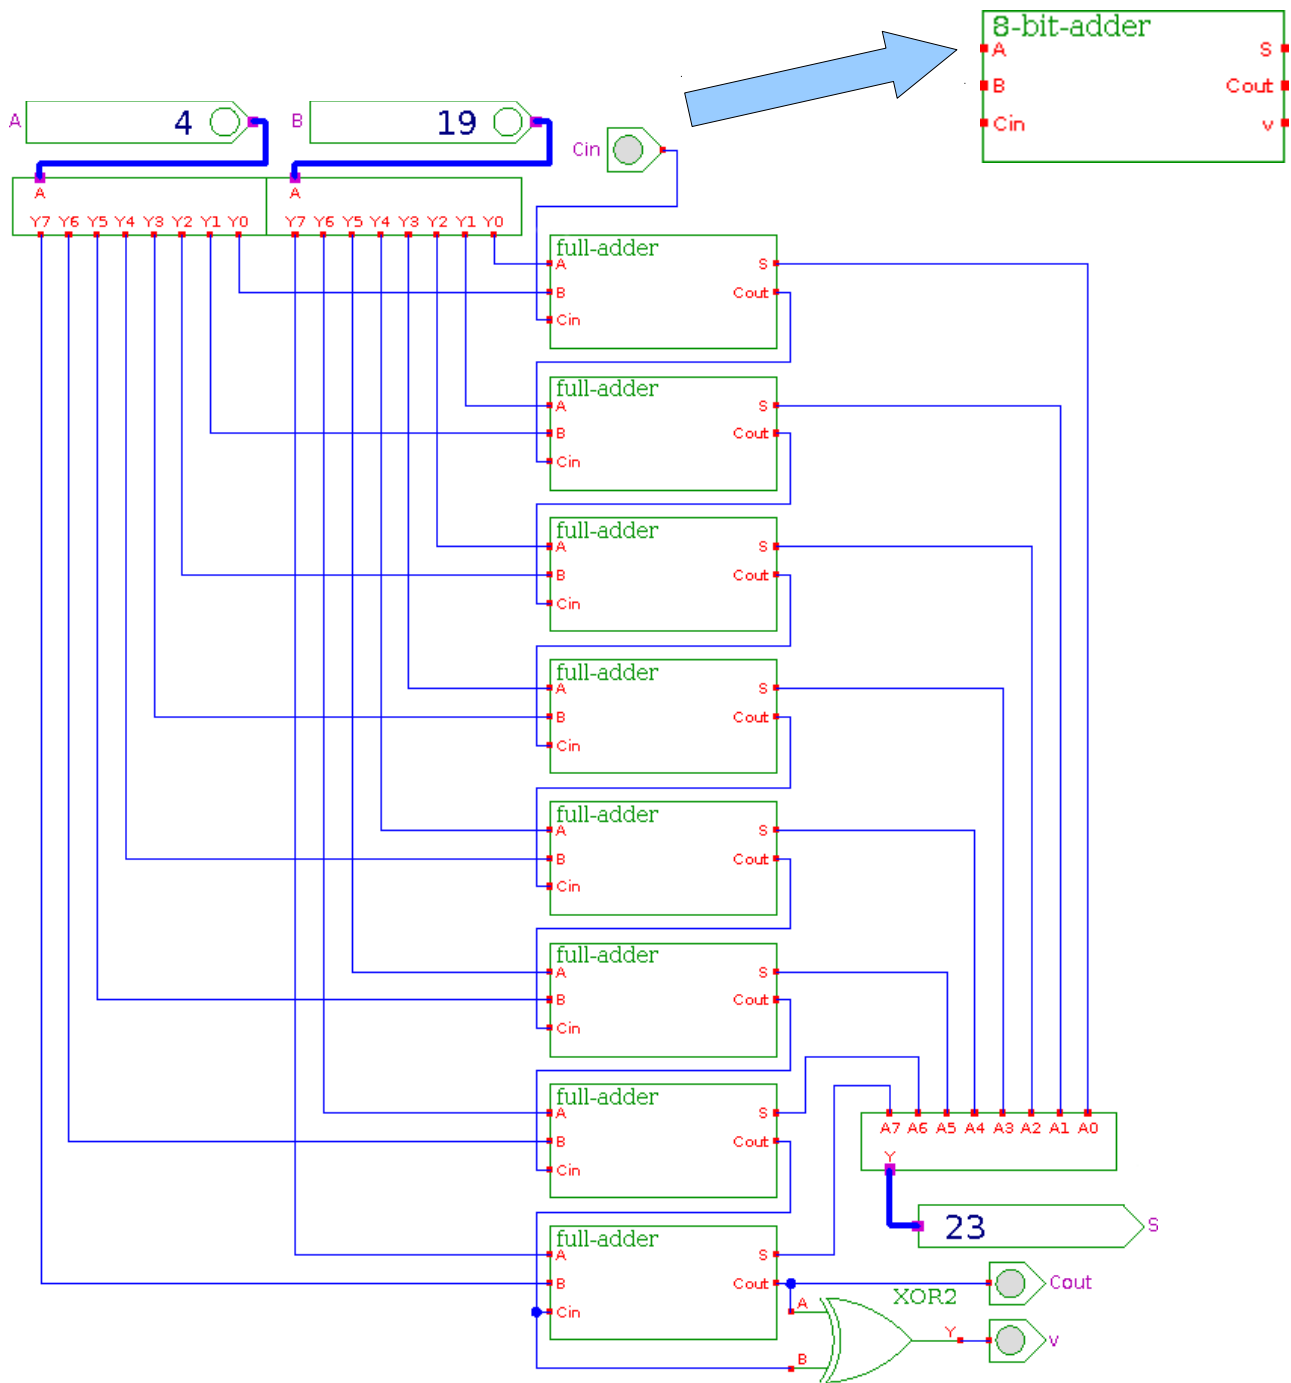 8-bit-adder
A S
B Cout
Cin v
A 4 B 19
Cin
A A
Y7 Y6 Y5 Y4 Y3 Y2 Y1 Y0 Y7 Y6 Y5 Y4 Y3 Y2 Y1 Y0
full-adder
A S
B Cout
Cin
full-adder
A S
B Cout
Cin
full-adder
A S
B Cout
Cin
full-adder
A S
B Cout
Cin
full-adder
A S
B Cout
Cin
full-adder
A S
B Cout
Cin
full-adder
A S
B Cout
Cin
A7 A6 A5 A4 A3 A2 A1 A0
Y
23 S
full-adder
A S
B Cout
Cin
Cout
XOR2
A
Y
B
v